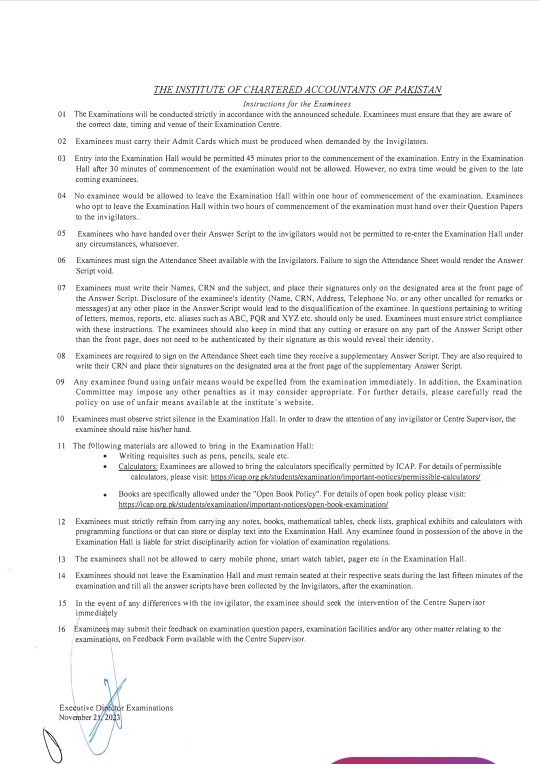 THE INSTITUTE OF CHARTERED ACCOUNTANTS OF PAKISTAN
Instructions for the Examinees
01 The Examinations will be conducted strictly in accordance with the announced schedule. Examinees must ensure that they are aware of
the correct date, timing and venue of their Examination Centre.
02 Examinees must carry their Admit Cards which must be produced when demanded by the Invigilators.
03 Entry into the Examination Hall would be permitted 45 minutes prior to the commencement of the examination. Entry in the Examination
Hall after 30 minutes of commencement of the examination would not be allowed. However, no extra time would be given to the late
coming examinees.
04 No examinee would be allowed to leave the Examination Hall within one hour of commencement of the examination. Examinees
who opt to leave the Examination Hall within two hours of commencement of the examination must hand over their Question Papers
to the invigilators..
05 Examinees who have handed over their Answer Script to the invigilators would not be permitted to re-enter the Examination Hall under
any circumstances, whatsoever.
06 Examinees must sign the Attendance Sheet available with the Invigilators. Failure to sign the Attendance Sheet would render the Answer
Script void.
07 Examinees must write their Names, CRN and the subject, and place their signatures only on the designated area at the front page of
the Answer Script. Disclosure of the examinee's identity (Name, CRN, Address, Telephone No. or any other uncalled for remarks or
messages) at any other place in the Answer Script would lead to the disqualification of the examinee. In questions pertaining to writing
of letters, memos, reports, etc. aliases such as ABC, PQR and XYZ etc. should only be used. Examinees must ensure strict compliance
with these instructions. The examinees should also keep in mind that any cutting or erasure on any part of the Answer Script other
than the front page, does not need to be authenticated by their signature as this would reveal their identity.
08 Examinees are required to sign on the Attendance Sheet each time they receive a supplementary Answer Script. They are also required to
write their CRN and place their signatures on the designated area at the front page of the supplementary Answer Script.
09 Any examinee found using unfair means would be expelled from the examination immediately. In addition, the Examination
Committee may impose any other penalties as it may consider appropriate. For further details, please carefully read the
policy on use of unfair means available at the institute's website.
10 Examinees must observe strict silence in the Examination Hall. In order to draw the attention of any invigilator or Centre Supervisor, the
examinee should raise his/her hand.
11 The following materials are allowed to bring in the Examination Hall:
• Writing requisites such as pens, pencils, scale etc.
• Calculators: Examinees are allowed to bring the calculators specifically permitted by ICAP. For details of permissible
calculators, please visit: https://icap.org.pk/students/examination/important-notices/permissible-calculators/
• Books are specifically allowed under the "Open Book Policy". For details of open book policy please visit:
https://icap.org.pk/students/examination/important-notices/open-book-examination/
12 Examinees must strictly refrain from carrying any notes, books, mathematical tables, check lists, graphical exhibits and calculators with
programming functions or that can store or display text into the Examination Hall. Any examinee found in possession of the above in
the Examination Hall is liable for strict disciplinarily action for violation of examination regulations.
13 The examinees shall not be allowed to carry mobile phone, smart watch tablet, pager etc in the Examination Hall.
14 Examinees should not leave the Examination Hall and must remain seated at their respective seats during the last fifteen minutes of the
examination and till all the answer scripts have been collected by the Invigilators, after the examination.
15 In the event of any differences with the invigilator, the examinee should seek the intervention of the Centre Supervisor
immediately
16 Examinees may submit their feedback on examination question papers, examination facilities and/or any other matter relating to the
examinations, on Feedback Form available with the Centre Supervisor.
Executive Director Examinations
November 21, 2023